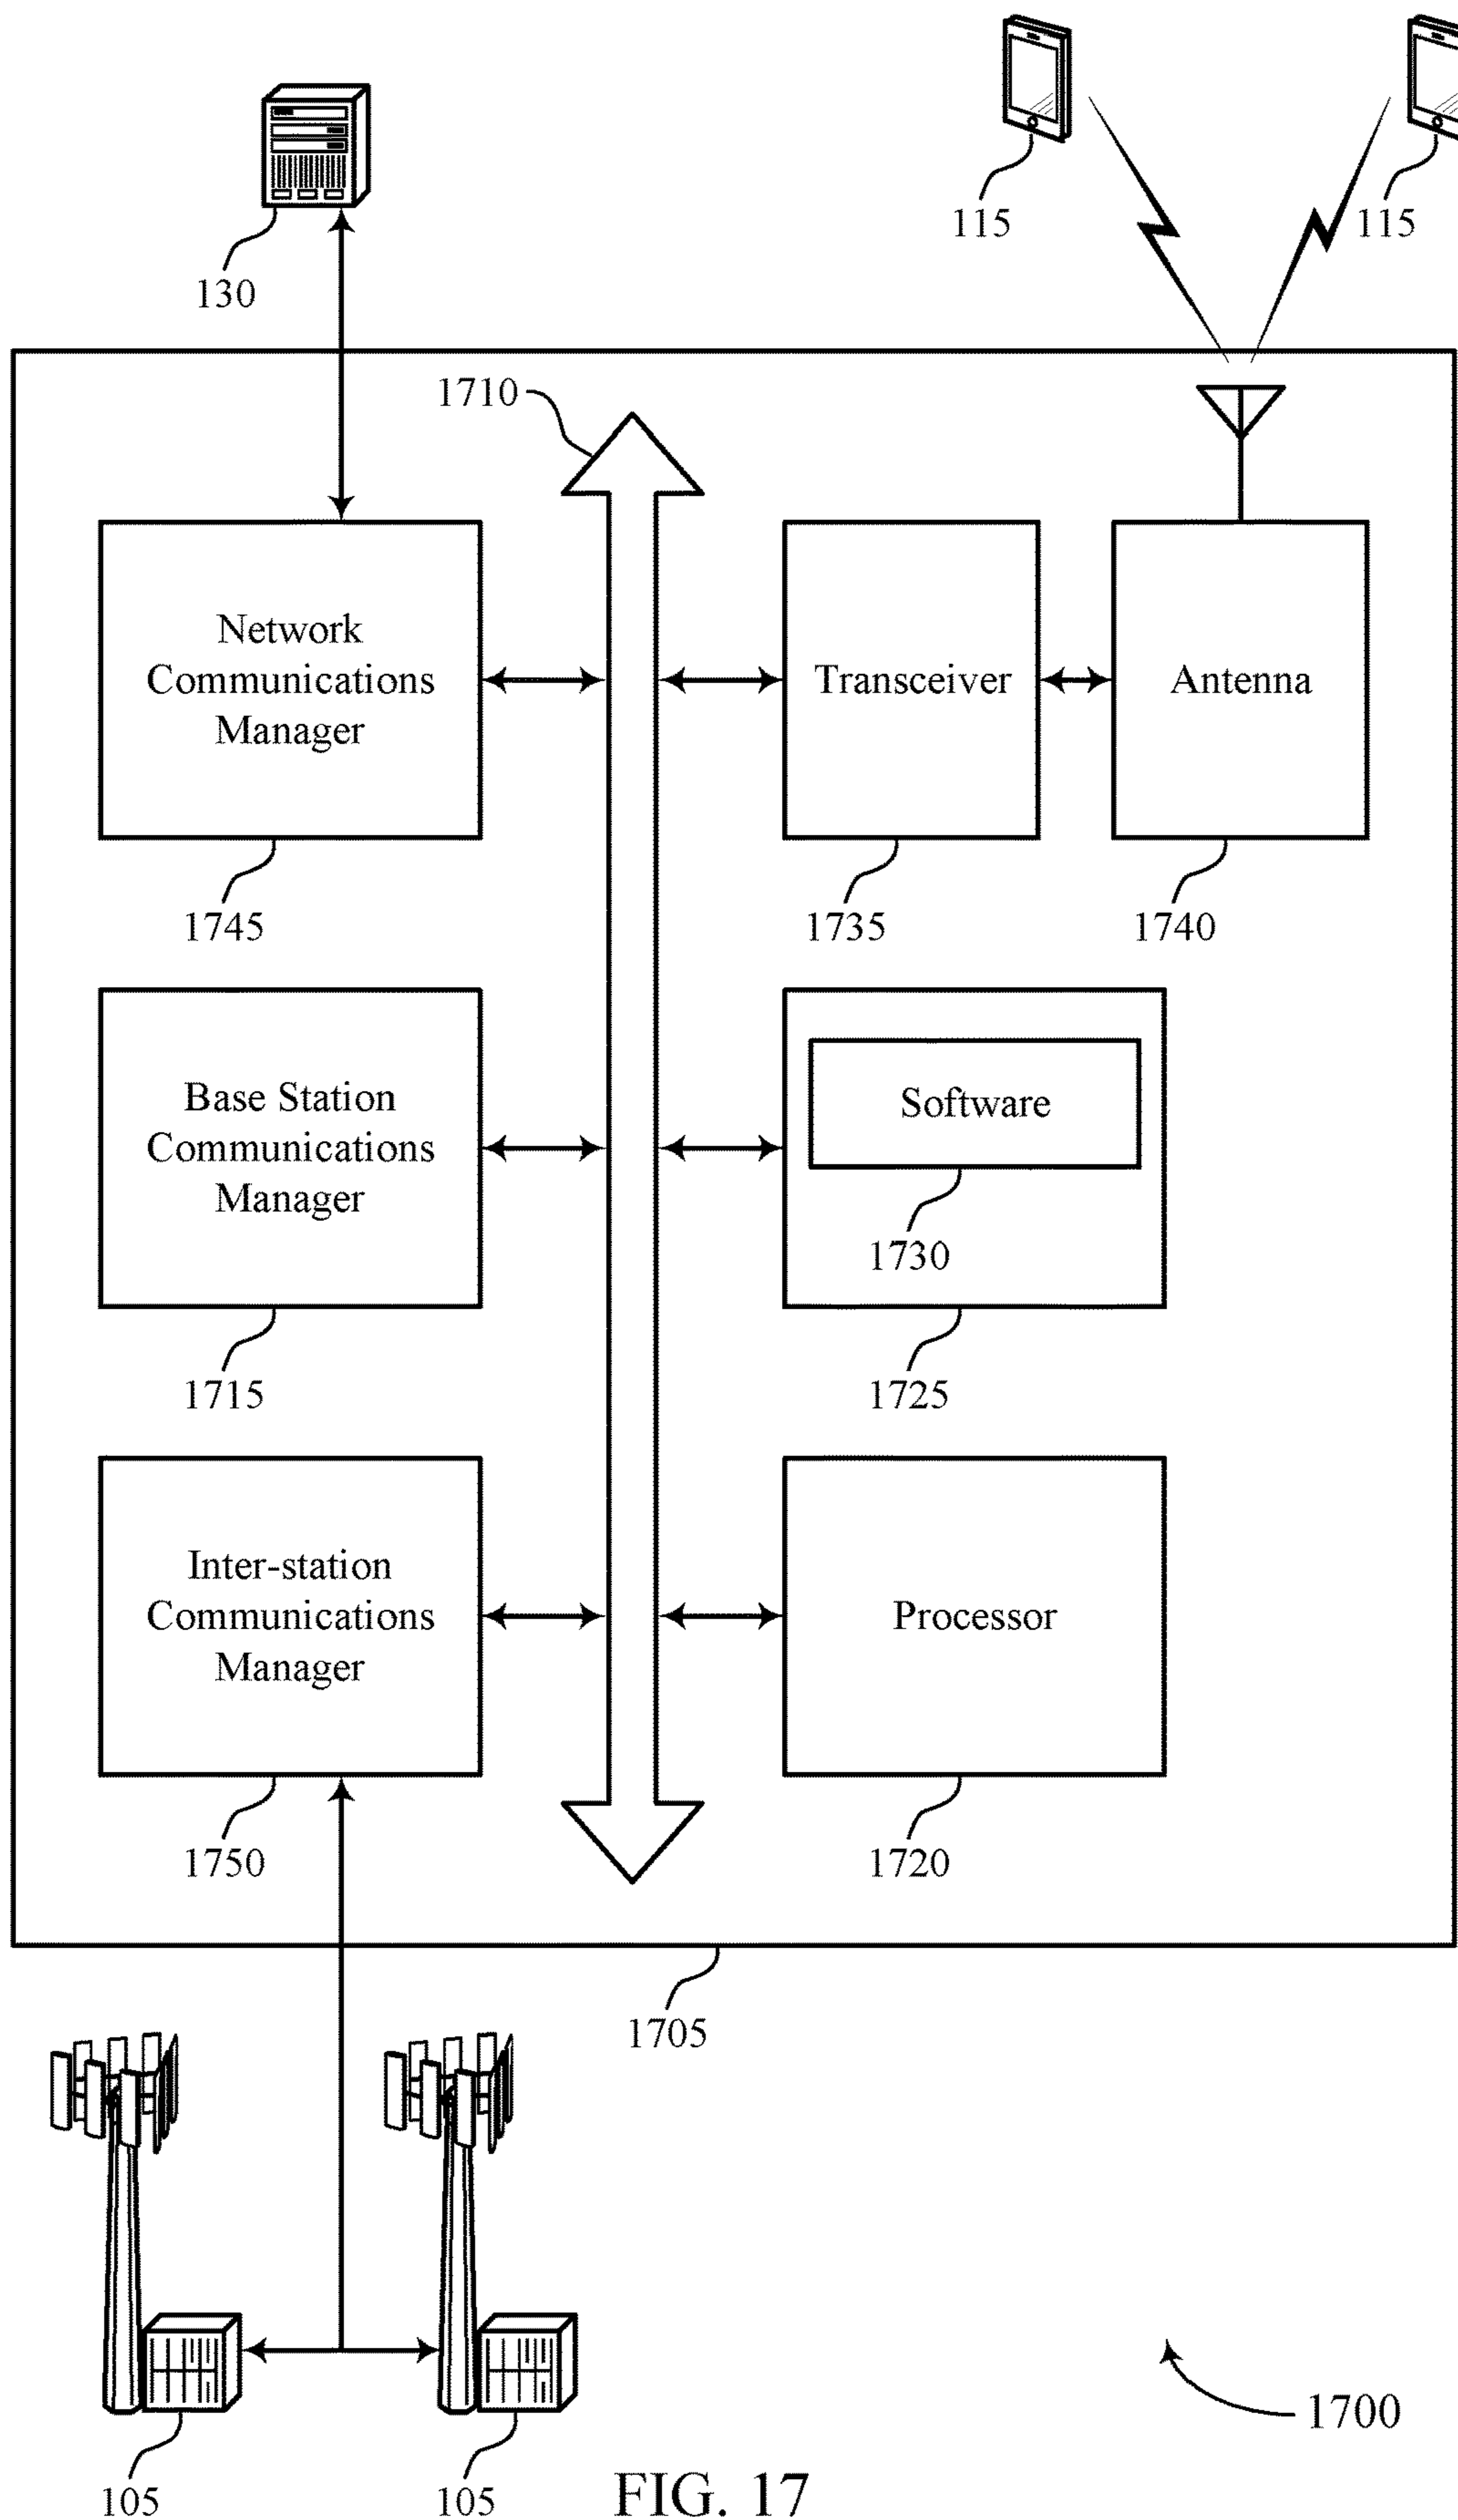 115
115
130
1710
Network
Communications
Manager
Transceiver
Antenna
1745
1735
1740
Base Station
Communications
Manager
Software
1730
1715
1725
Inter-station
Communications
Manager
Processor
1750
1720
1705
1700
105
105
FIG. 17